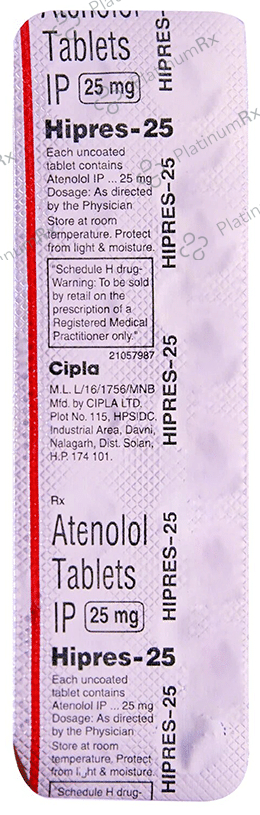 Atenolol
Tablets
IP 25 mg
Hipres-25
Each uncoated
tablet contains
Atenolol IP ... 25 mg
Dosage: As directed
by the Physician
Store at room
temperature. Protect
from light & moisture.
"Schedule H drug-
Warning: To be sold
by retail on the
prescription of a
Registered Medical
Practitioner only."
21057987
Cipla
M.L. L/16/1756/MNB
Mfd. by CIPLA LTD.
Plot No. 115, HPSIDC
Industrial Area, Davni,
Nalagarh, Dist. Solan,
H.P. 174 101.
Rx
Atenolol
Tablets
IP 25 mg
Hipres-25
Each uncoated
tablet contains
Atenolol IP ... 25 mg
Dosage: As directed
by the Physician
Store at room
temperature. Protect
from light & moisture.
"Schedule H drug-
HIPRES-25
HIPRES-25
HIPRES-25
HIPRES-25
HIPRES-25
PlatinumRx
PlatinumRx
PlatinumRx